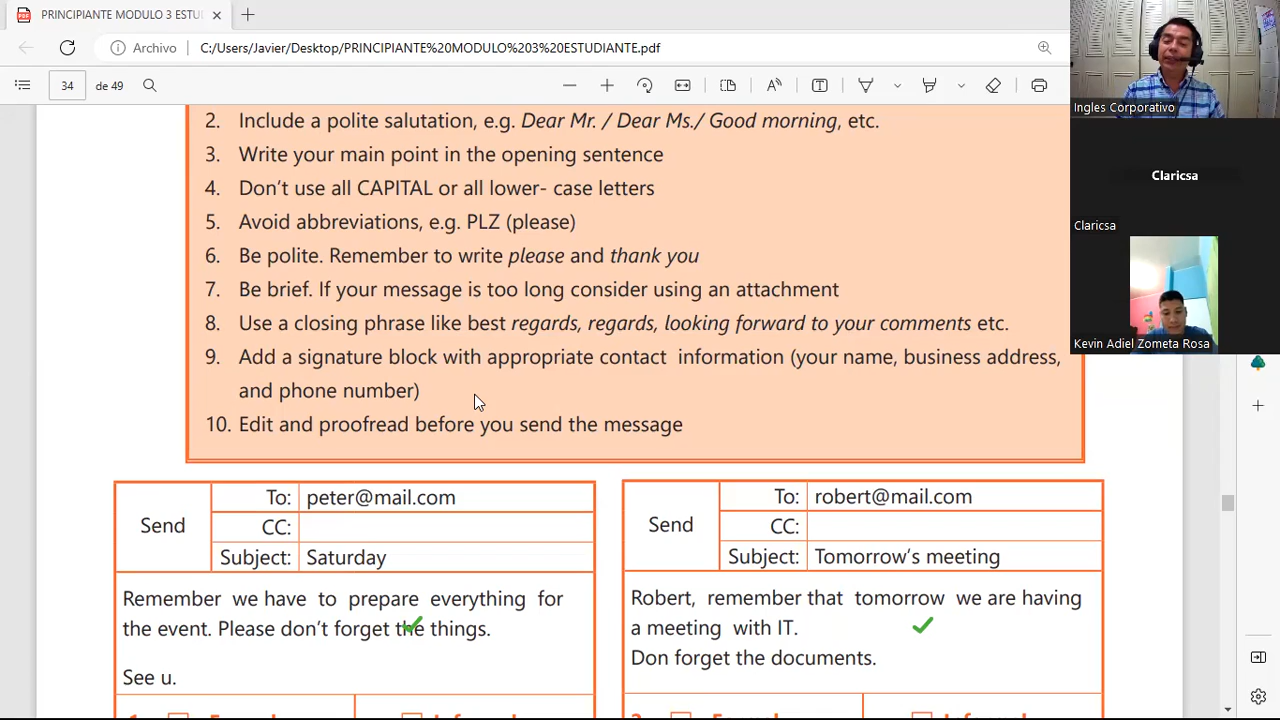 PRINCIPIANTE MODULO 3 ESTU
Archivo
C:/Users/Javier/Desktop/PRINCIPIANTE%20MODULO%203%20ESTUDIANTE.pdf
34 de 49
Ingles Corporativo
Claricsa
Claricsa
Kevin Adiel Zometa Rosa
2. Include a polite salutation, e.g. Dear Mr. / Dear Ms./ Good morning, etc.
3. Write your main point in the opening sentence
4. Don't use all CAPITAL or all lower- case letters
5. Avoid abbreviations, e.g. PLZ (please)
6. Be polite. Remember to write please and thank you
7. Be brief. If your message is too long consider using an attachment
8. Use a closing phrase like best regards, regards, looking forward to your comments etc.
9. Add a signature block with appropriate contact information (your name, business address,
and phone number)
10. Edit and proofread before you send the message
Send
To: peter@mail.com
CC:
Subject: Saturday
Remember we have to prepare everything for
the event. Please don't forget the things.
See u.
Send
To: robert@mail.com
CC:
Subject: Tomorrow's meeting
Robert, remember that tomorrow we are having
a meeting with IT.
Don forget the documents.